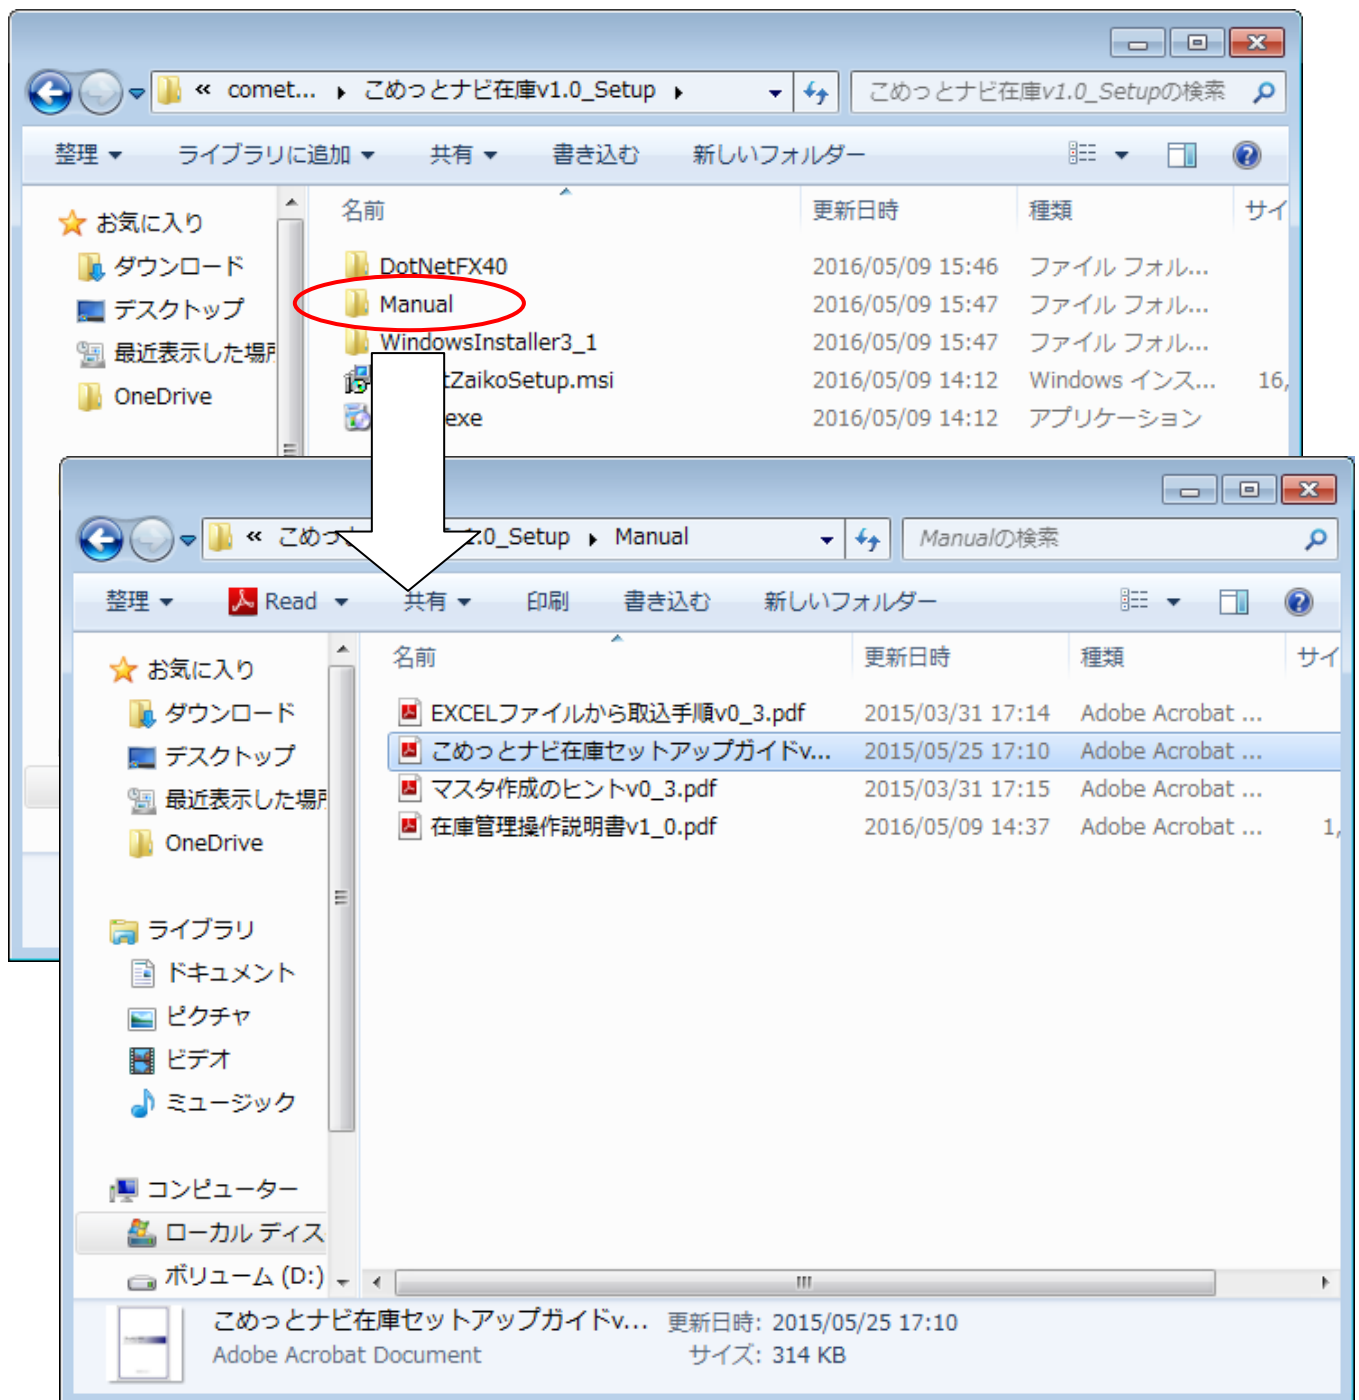 « comet... ▶ こめっとナビ在庫v1.0_Setup ▶
こめっとナビ在庫v1.0_Setupの検索
整理 ライブラリに追加 共有 書き込む 新しいフォルダー
名前 更新日時 種類 サイ
お気に入り
ダウンロード
デスクトップ
最近表示した場所
OneDrive
DotNetFX40 2016/05/09 15:46 ファイル フォル...
Manual 2016/05/09 15:47 ファイル フォル...
WindowsInstaller3_1 2016/05/09 15:47 ファイル フォル...
tZaikoSetup.msi 2016/05/09 14:12 Windows インス... 16,
exe 2016/05/09 14:12 アプリケーション
« こめっ 1.0_Setup ▶ Manual
Manualの検索
整理 Read 共有 印刷 書き込む 新しいフォルダー
名前 更新日時 種類 サイ
お気に入り
ダウンロード
デスクトップ
最近表示した場所
OneDrive
ライブラリ
ドキュメント
ピクチャ
ビデオ
ミュージック
コンピューター
ローカル ディス
ボリューム (D:)
EXCELファイルから取込手順v0_3.pdf 2015/03/31 17:14 Adobe Acrobat ...
こめっとナビ在庫セットアップガイドv... 2015/05/25 17:10 Adobe Acrobat ...
マスタ作成のヒントv0_3.pdf 2015/03/31 17:15 Adobe Acrobat ...
在庫管理操作説明書v1_0.pdf 2016/05/09 14:37 Adobe Acrobat ... 1,
こめっとナビ在庫セットアップガイドv... 更新日時: 2015/05/25 17:10
Adobe Acrobat Document サイズ: 314 KB